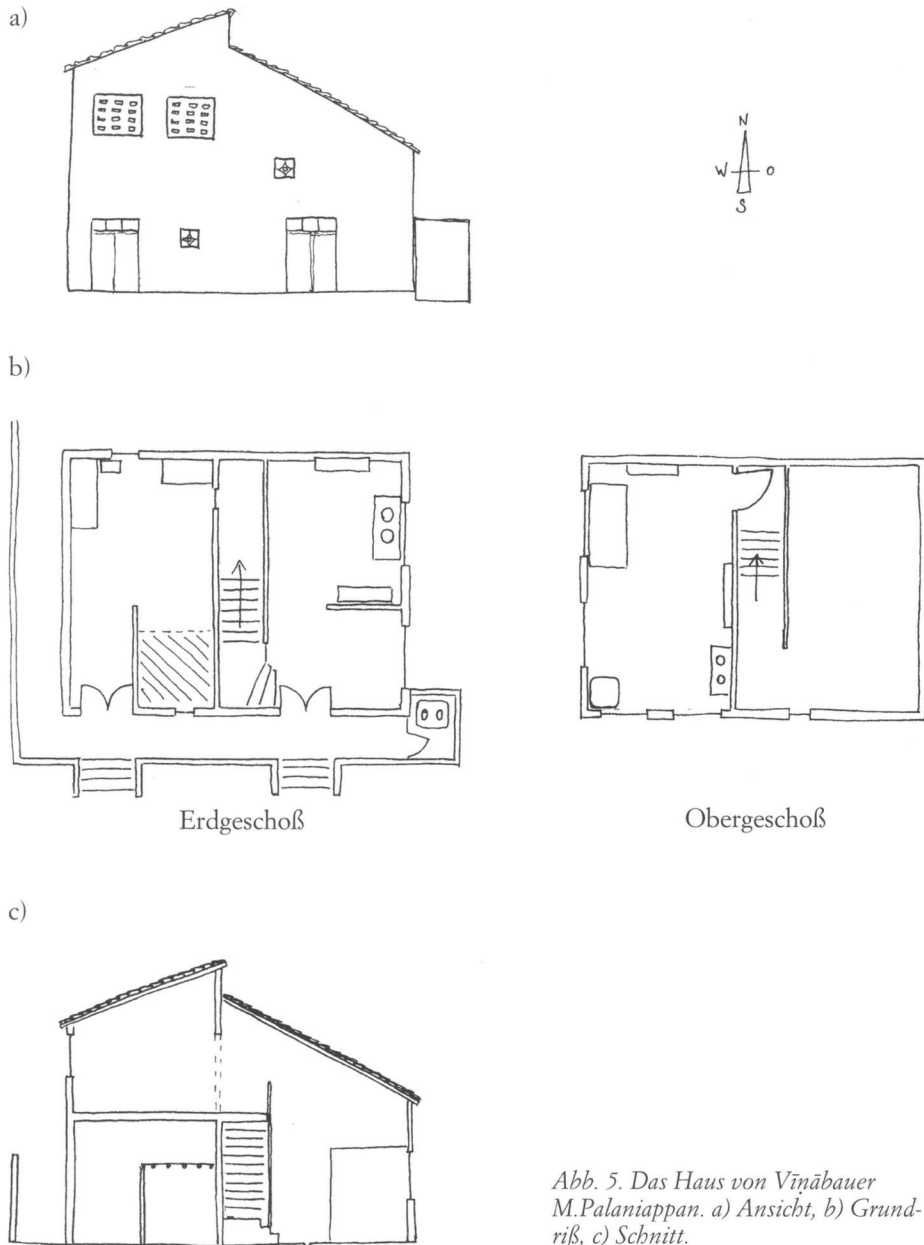 a)
N
W O
S
b)
Erdgeschoß
Obergeschoß
c)
Abb. 5. Das Haus von Vīṇābauer
M.Palaniappan. a) Ansicht, b) Grund-
riß, c) Schnitt.